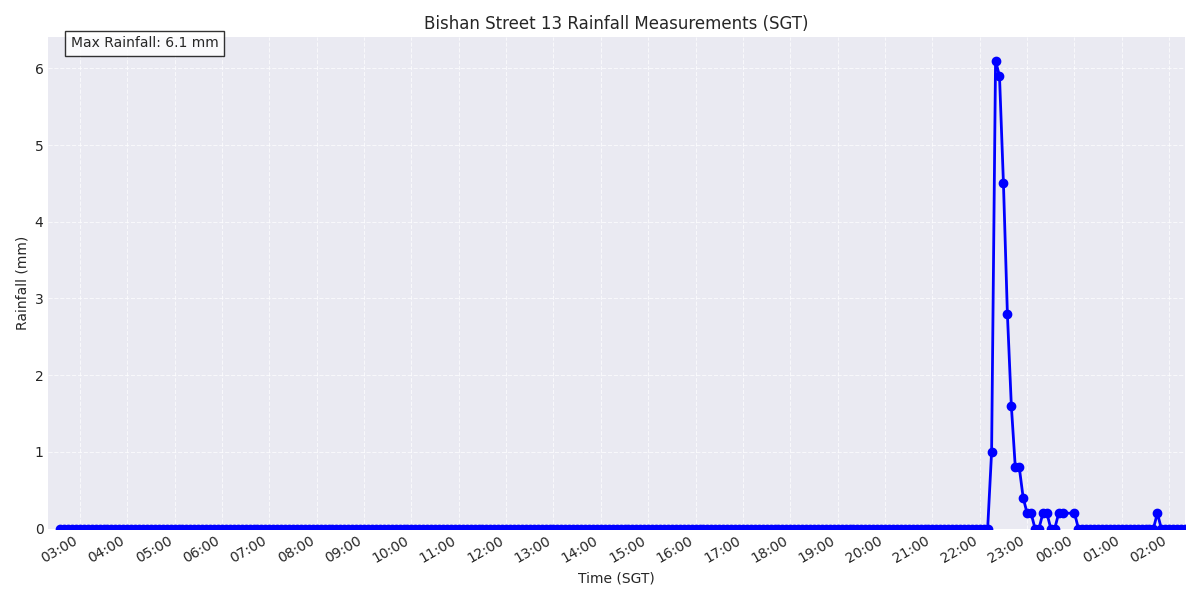 Bishan Street 13 Rainfall Measurements (SGT)
Max Rainfall: 6.1 mm
6
5
4
3
2
1
0
Rainfall (mm)
03:00 04:00 05:00 06:00 07:00 08:00 09:00 10:00 11:00 12:00 13:00 14:00 15:00 16:00 17:00 18:00 19:00 20:00 21:00 22:00 23:00 00:00 01:00 02:00
Time (SGT)